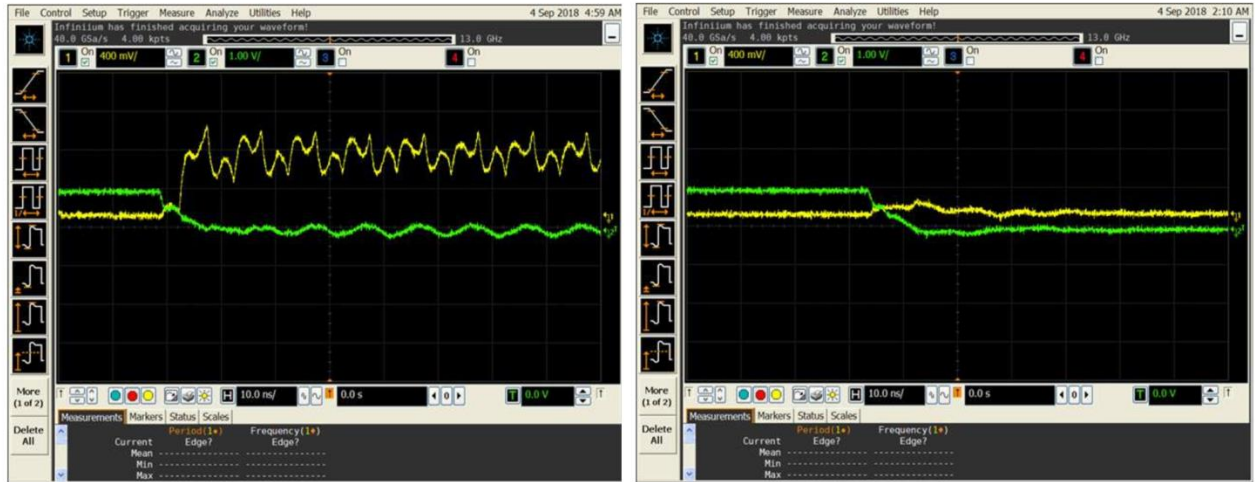 File Control Setup Trigger Measure Analyze Utilities Help 4 Sep 2018 4:59 AM
Infiniium has finished acquiring your waveform!
40.0 GSa/s 4.00 kpts 13.0 GHz
1 On 400 mV/ 2 On 1.00 V/ 3 On 4 On
More
(1 of 2)
Delete
All
H 10.0 ns/ 0.0 s 0 T 0.0 V
Measurements Markers Status Scales
Period(1) Frequency(1)
Current Edge? Edge?
Mean --------------- ---------------
Min --------------- ---------------
Max --------------- ---------------
File Control Setup Trigger Measure Analyze Utilities Help 4 Sep 2018 2:10 AM
Infiniium has finished acquiring your waveform!
40.0 GSa/s 4.00 kpts 13.0 GHz
1 On 400 mV/ 2 On 1.00 V/ 3 On 4 On
More
(1 of 2)
Delete
All
H 10.0 ns/ 0.0 s 0 T 0.0 V
Measurements Markers Status Scales
Period(1) Frequency(1)
Current Edge? Edge?
Mean --------------- ---------------
Min --------------- ---------------
Max --------------- ---------------